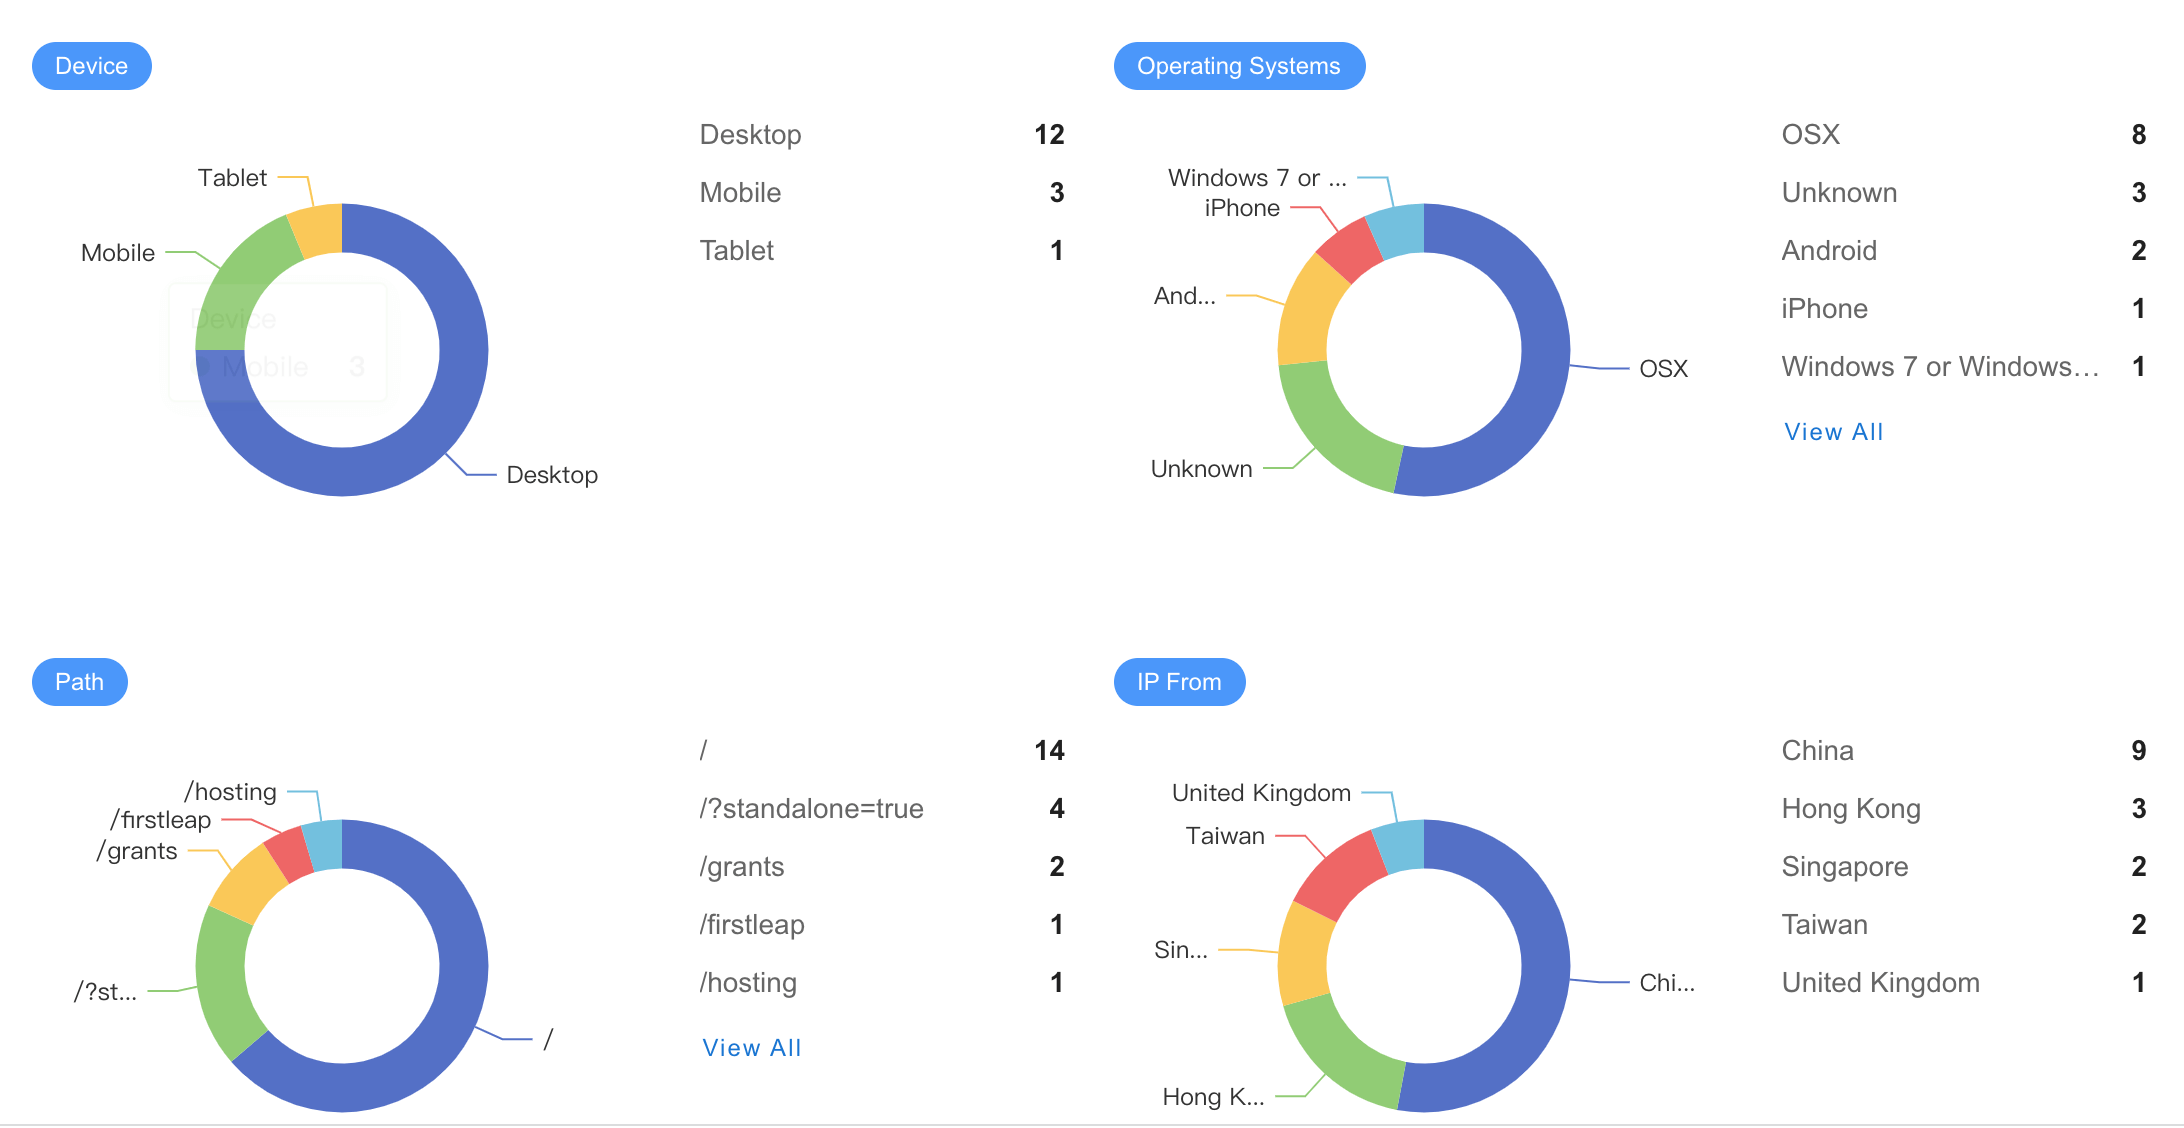 Device
Tablet
Mobile
Device
Mobile 3
Desktop
Desktop 12
Mobile 3
Tablet 1
Operating Systems
Windows 7 or ...
iPhone
And...
OSX
Unknown
OSX 8
Unknown 3
Android 2
iPhone 1
Windows 7 or Windows... 1
View All
Path
/hosting
/firstleap
/grants
/?st...
/
/ 14
/?standalone=true 4
/grants 2
/firstleap 1
/hosting 1
View All
IP From
United Kingdom
Taiwan
Sin...
Chi...
Hong K...
China 9
Hong Kong 3
Singapore 2
Taiwan 2
United Kingdom 1